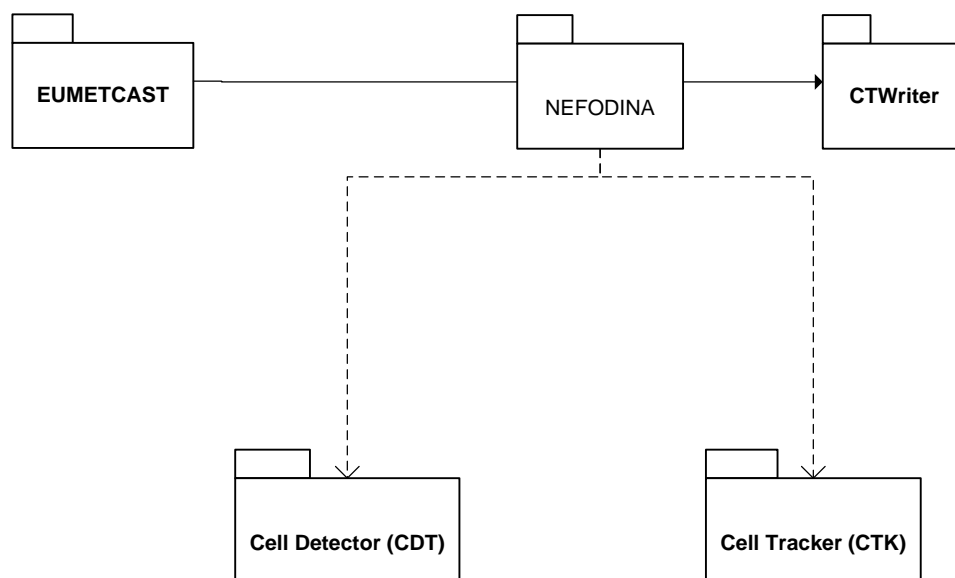 EUMETCAST
NEFODINA
CTWriter
Cell Detector (CDT)
Cell Tracker (CTK)